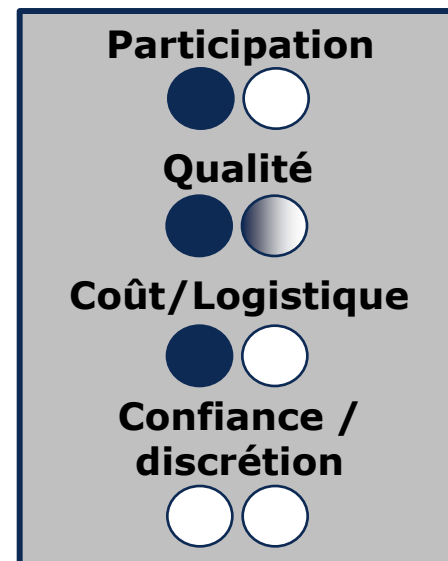 Participation
Qualité
Coût/Logistique
Confiance /
discrétion